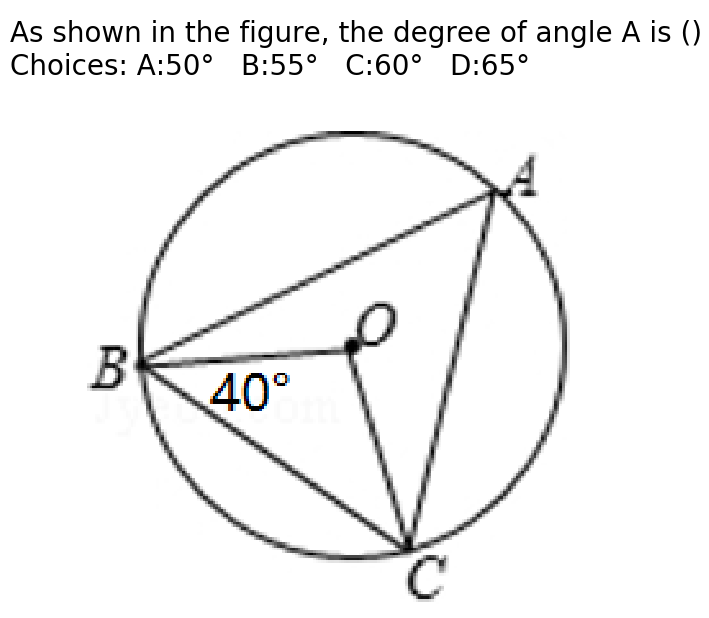 As shown in the figure, the degree of angle A is ()
Choices: A:50°   B:55°   C:60°   D:65°
A
O
B
40°
C